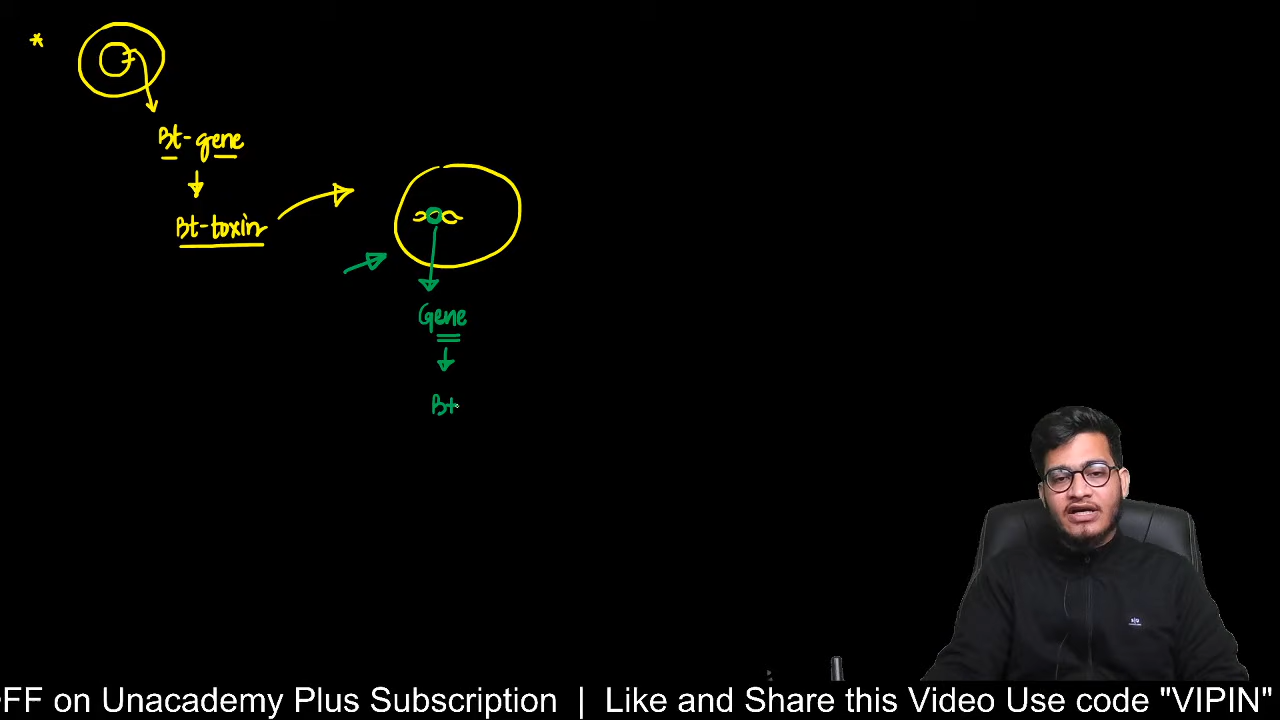 *
Bt-gene
Bt-toxin
Gene
Bt
FF on Unacademy Plus Subscription | Like and Share this Video Use code "VIPIN"